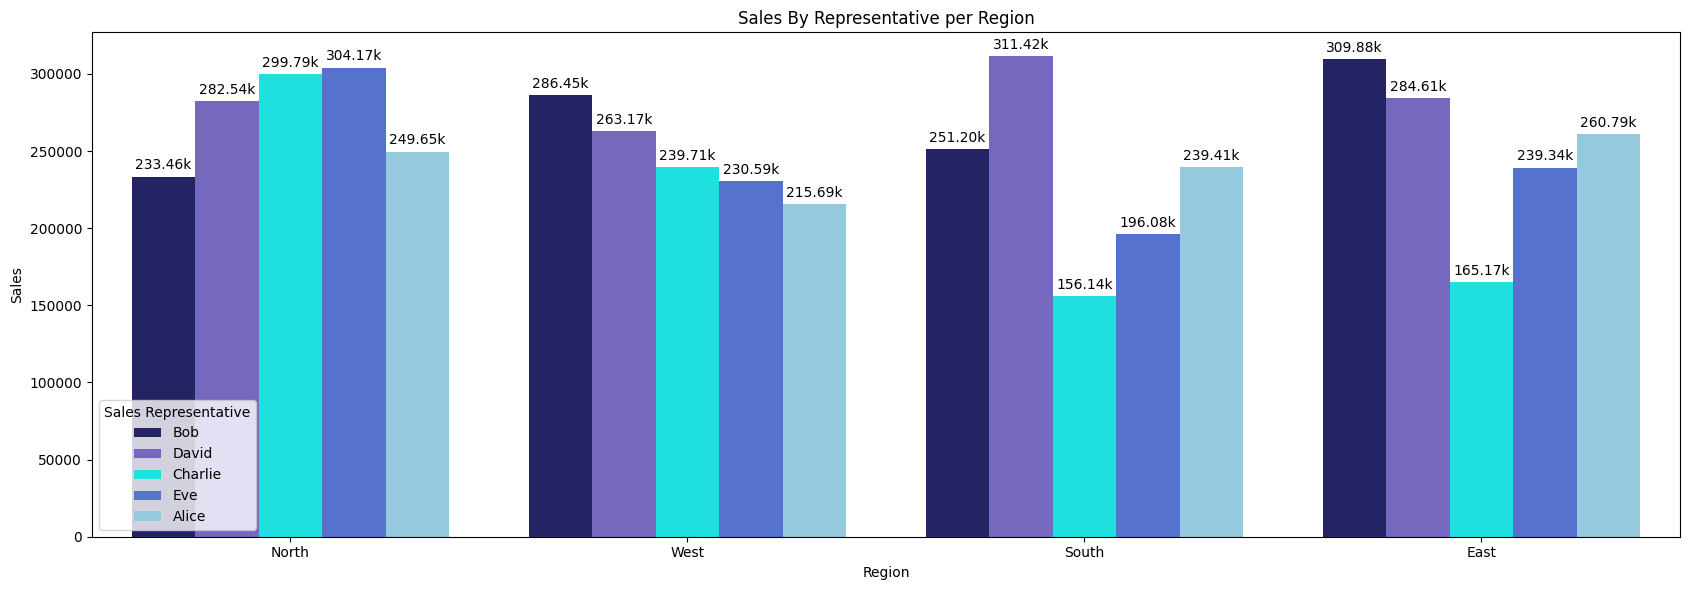 Sales By Representative per Region
Sales
300000
250000
200000
150000
100000
50000
0
233.46k
282.54k
299.79k
304.17k
249.65k
286.45k
263.17k
239.71k
230.59k
215.69k
251.20k
311.42k
156.14k
196.08k
239.41k
309.88k
284.61k
165.17k
239.34k
260.79k
Sales Representative
Bob
David
Charlie
Eve
Alice
North
West
South
East
Region